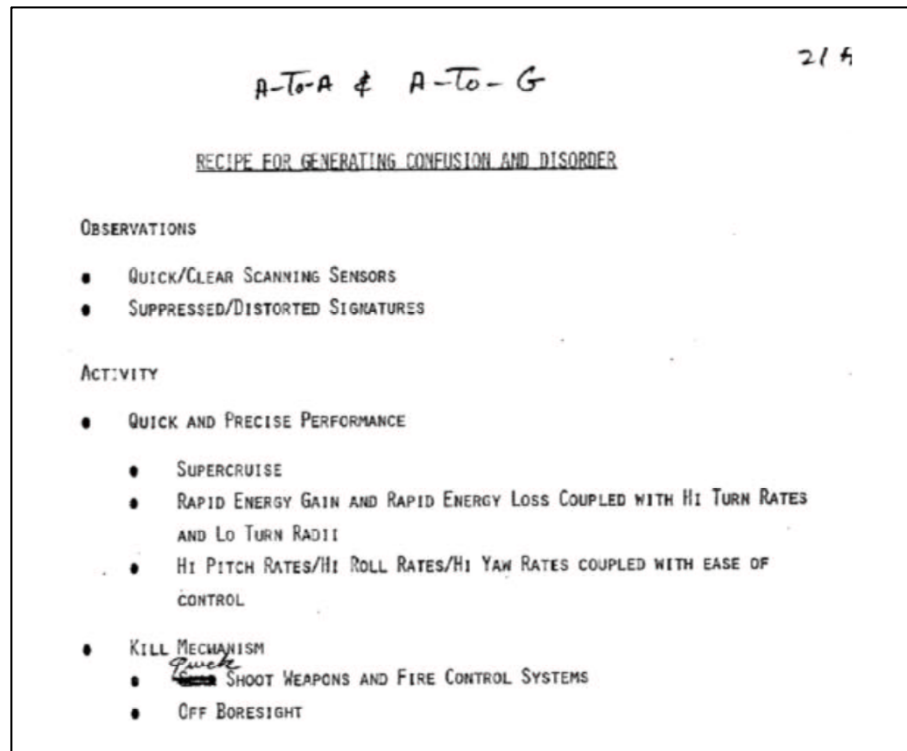 A-To-A & A-To-G
RECIPE FOR GENERATING CONFUSION AND DISORDER
OBSERVATIONS
● QUICK/CLEAR SCANNING SENSORS
● SUPPRESSED/DISTORTED SIGNATURES
ACTIVITY
● QUICK AND PRECISE PERFORMANCE
● SUPERCRUISE
● RAPID ENERGY GAIN AND RAPID ENERGY LOSS COUPLED WITH HI TURN RATES
AND LO TURN RADII
● HI PITCH RATES/HI ROLL RATES/HI YAW RATES COUPLED WITH EASE OF
CONTROL
● KILL MECHANISM
● Quick SHOOT WEAPONS AND FIRE CONTROL SYSTEMS
● OFF BORESIGHT